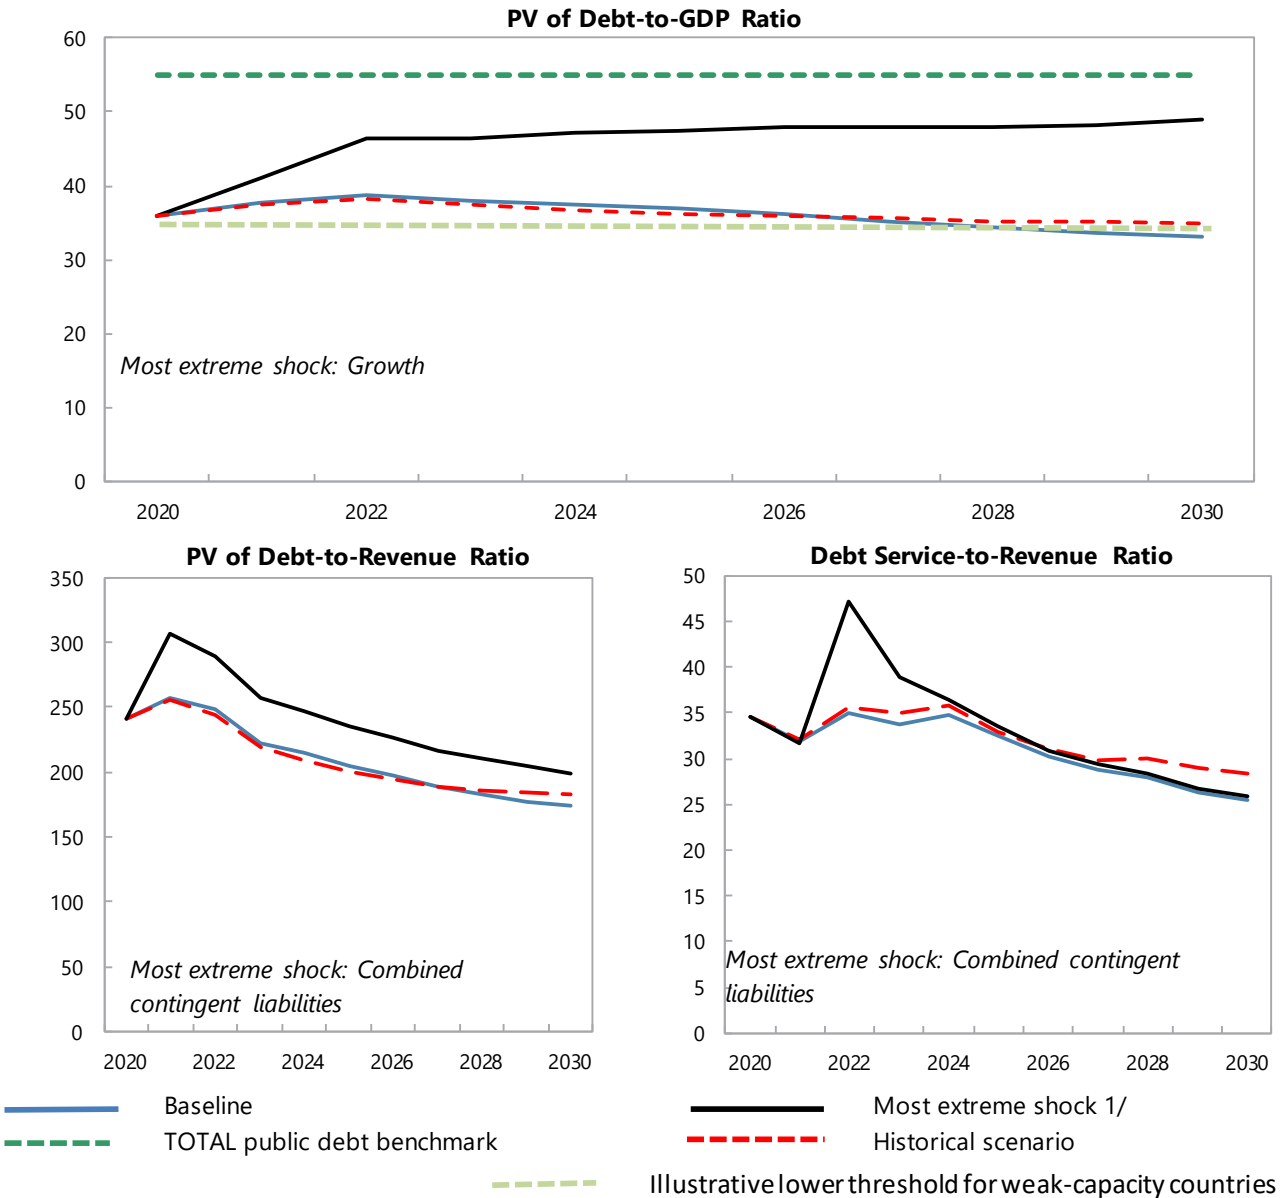 PV of Debt-to-GDP Ratio
60
50
40
30
20
10
0
Most extreme shock: Growth
2020 2022 2024 2026 2028 2030
PV of Debt-to-Revenue Ratio
350
300
250
200
150
100
50
0
Most extreme shock: Combined
contingent liabilities
2020 2022 2024 2026 2028 2030
Debt Service-to-Revenue Ratio
50
45
40
35
30
25
20
15
10
5
0
Most extreme shock: Combined contingent
liabilities
2020 2022 2024 2026 2028 2030
Baseline
Most extreme shock 1/
TOTAL public debt benchmark
Historical scenario
Illustrative lower threshold for weak-capacity countries